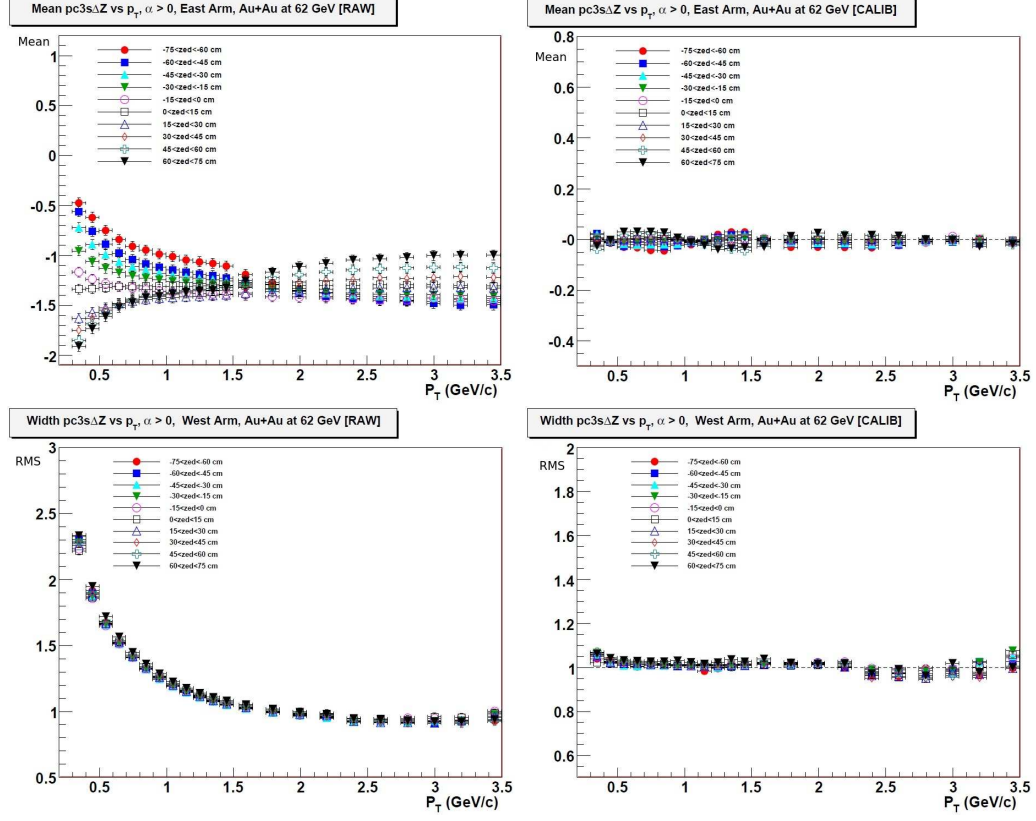 Mean pc3sΔZ vs p_T, α > 0, East Arm, Au+Au at 62 GeV [RAW]
Mean
1
0.5
0
-0.5
-1
-1.5
-2
-75<zed<-60 cm
-60<zed<-45 cm
-45<zed<-30 cm
-30<zed<-15 cm
-15<zed<0 cm
0<zed<15 cm
15<zed<30 cm
30<zed<45 cm
45<zed<60 cm
60<zed<75 cm
0.5 1 1.5 2 2.5 3 3.5
P_T (GeV/c)
Mean pc3sΔZ vs p_T, α > 0, East Arm, Au+Au at 62 GeV [CALIB]
0.8
Mean
0.6
0.4
0.2
-0
-0.2
-0.4
-75<zed<-60 cm
-60<zed<-45 cm
-45<zed<-30 cm
-30<zed<-15 cm
-15<zed<0 cm
0<zed<15 cm
15<zed<30 cm
30<zed<45 cm
45<zed<60 cm
60<zed<75 cm
0.5 1 1.5 2 2.5 3 3.5
P_T (GeV/c)
Width pc3sΔZ vs p_T, α > 0, West Arm, Au+Au at 62 GeV [RAW]
3
RMS
2.5
2
1.5
1
0.5
-75<zed<-60 cm
-60<zed<-45 cm
-45<zed<-30 cm
-30<zed<-15 cm
-15<zed<0 cm
0<zed<15 cm
15<zed<30 cm
30<zed<45 cm
45<zed<60 cm
60<zed<75 cm
0.5 1 1.5 2 2.5 3 3.5
P_T (GeV/c)
Width pc3sΔZ vs p_T, α > 0, West Arm, Au+Au at 62 GeV [CALIB]
2
RMS
1.8
1.6
1.4
1.2
1
0.8
0.6
-75<zed<-60 cm
-60<zed<-45 cm
-45<zed<-30 cm
-30<zed<-15 cm
-15<zed<0 cm
0<zed<15 cm
15<zed<30 cm
30<zed<45 cm
45<zed<60 cm
60<zed<75 cm
0.5 1 1.5 2 2.5 3 3.5
P_T (GeV/c)